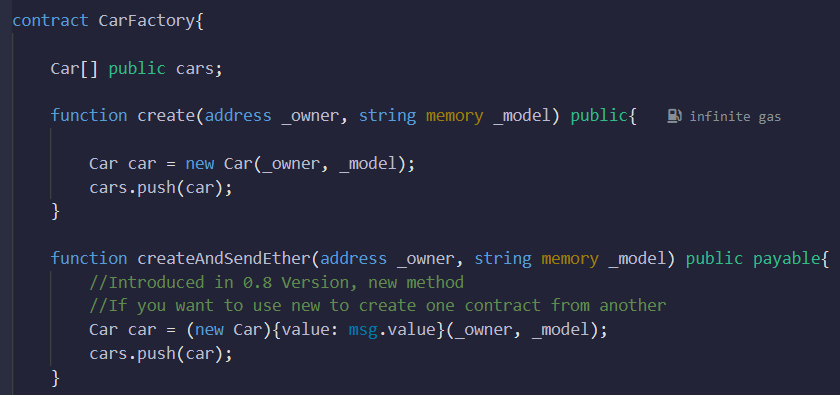 contract CarFactory{
Car[] public cars;
function create(address _owner, string memory _model) public{ infinite gas
Car car = new Car(_owner, _model);
cars.push(car);
}
function createAndSendEther(address _owner, string memory _model) public payable{
//Introduced in 0.8 Version, new method
//If you want to use new to create one contract from another
Car car = (new Car){value: msg.value}(_owner, _model);
cars.push(car);
}